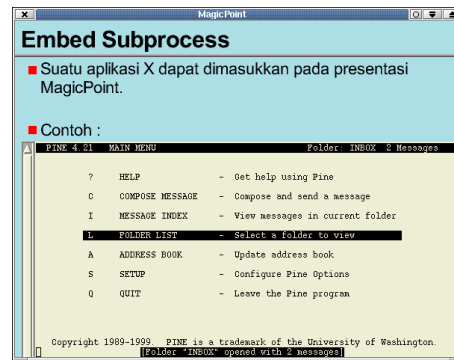 MagicPoint
Embed Subprocess
Suatu aplikasi X dapat dimasukkan pada presentasi
MagicPoint.
Contoh :
PINE 4.21 MAIN MENU Folder: INBOX 2 Messages
? HELP - Get help using Pine
C COMPOSE MESSAGE - Compose and send a message
I MESSAGE INDEX - View messages in current folder
L FOLDER LIST - Select a folder to view
A ADDRESS BOOK - Update address book
S SETUP - Configure Pine Options
Q QUIT - Leave the Pine program
Copyright 1989-1999. PINE is a trademark of the University of Washington.
[Folder "INBOX" opened with 2 messages]